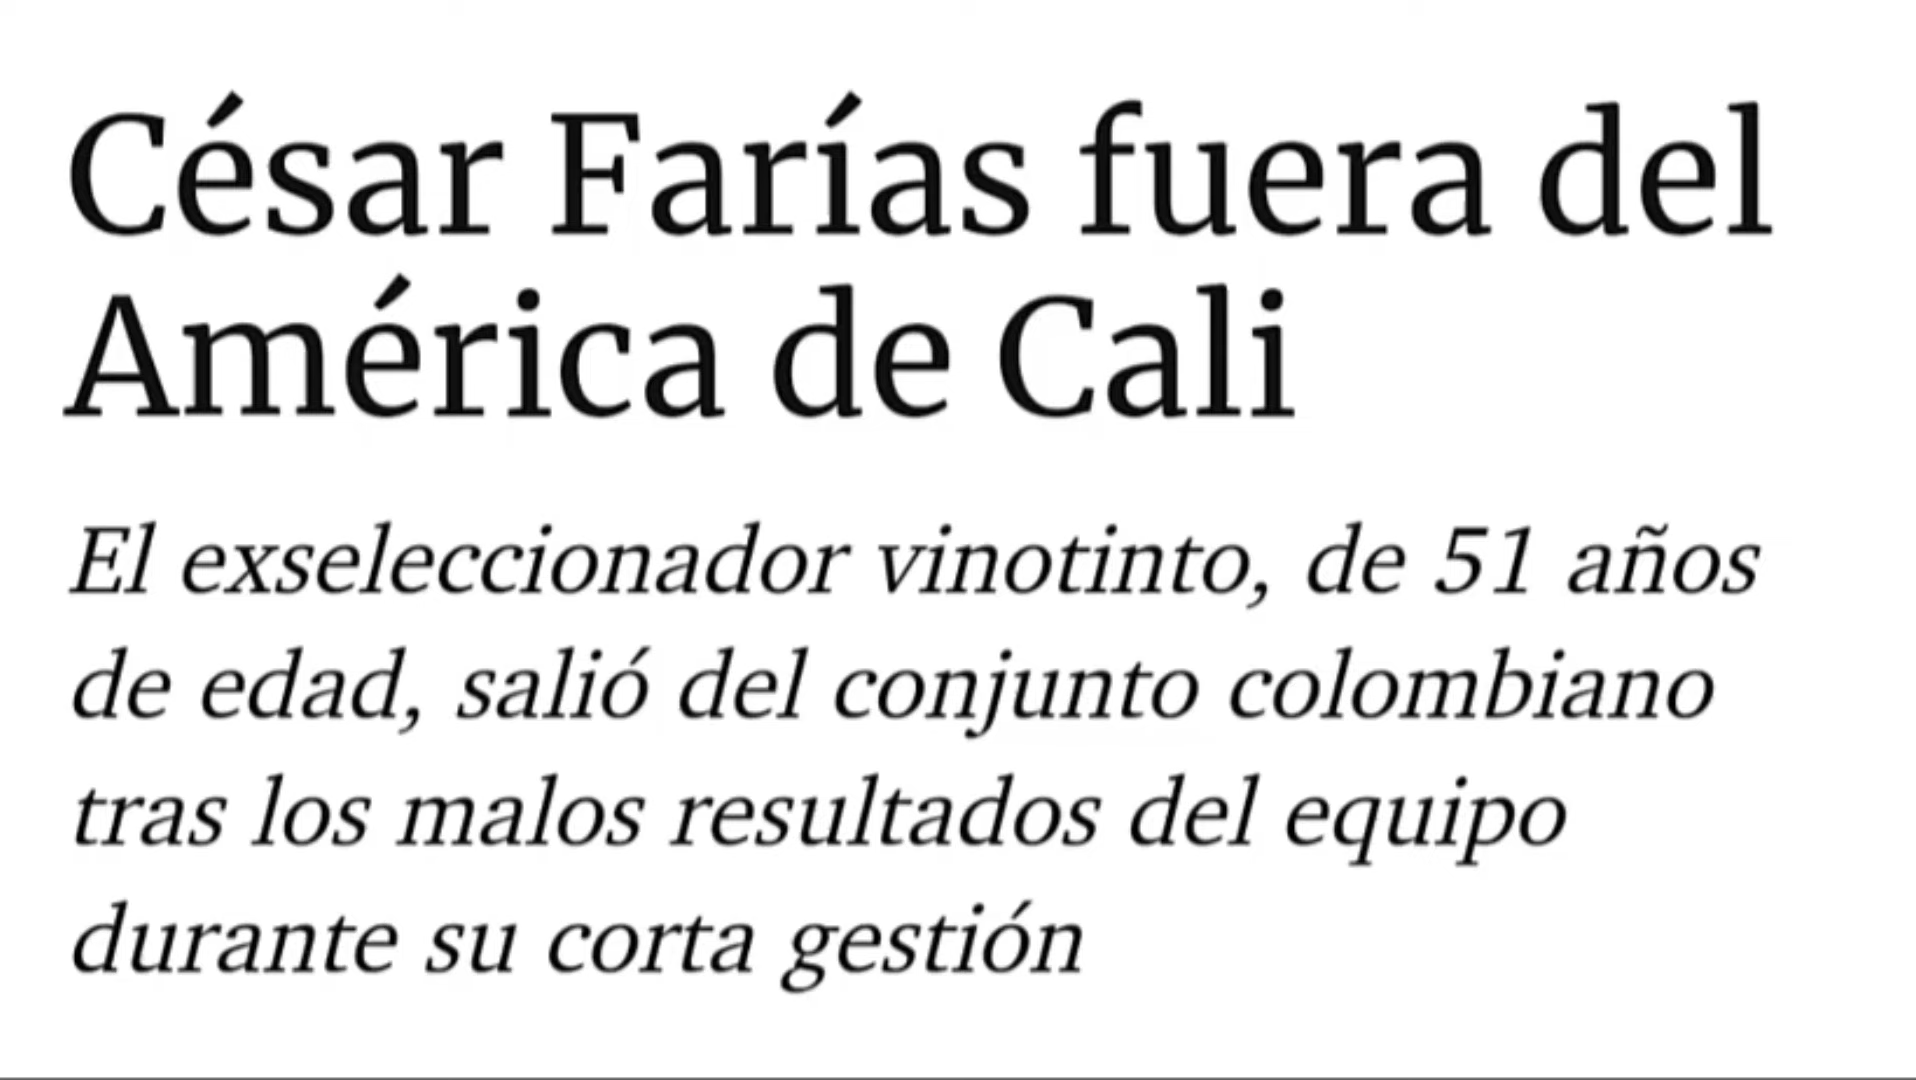 César Farías fuera del
América de Cali
El exseleccionador vinotinto, de 51 años
de edad, salió del conjunto colombiano
tras los malos resultados del equipo
durante su corta gestión